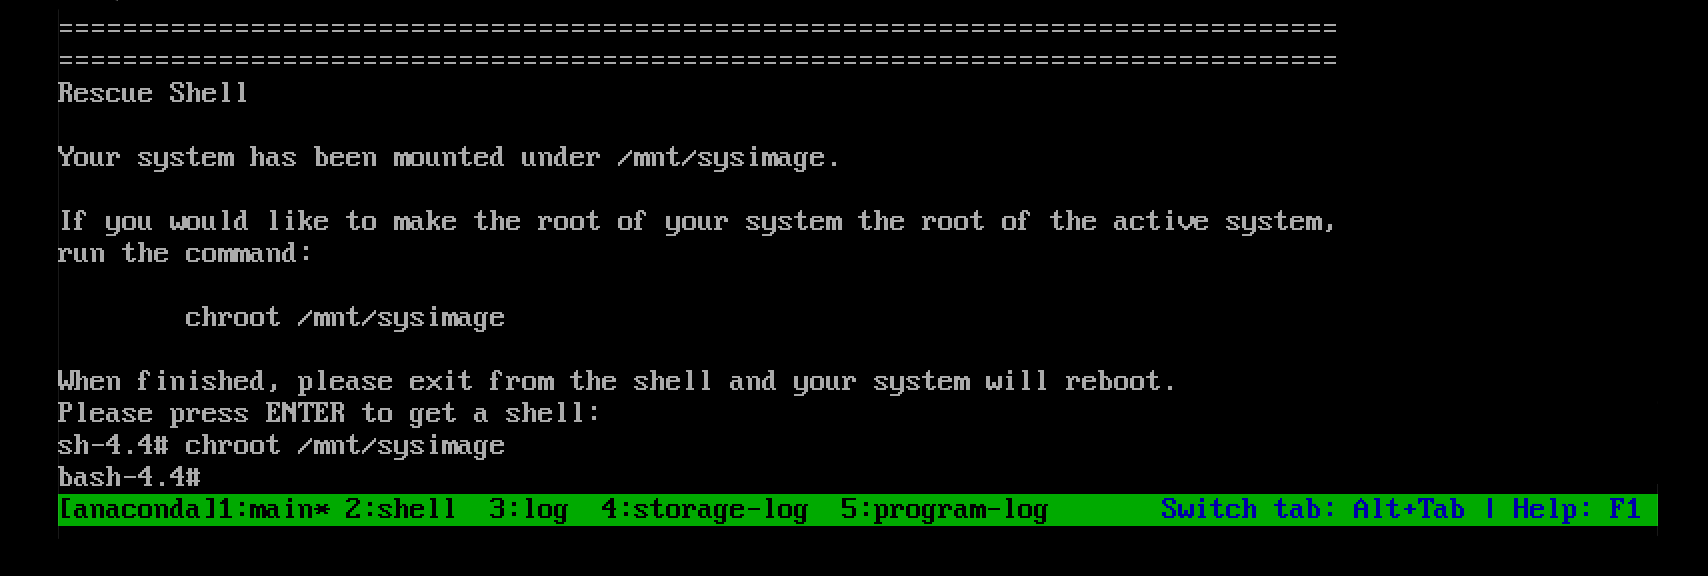 ================================================================================
================================================================================
Rescue Shell
Your system has been mounted under /mnt/sysimage.
If you would like to make the root of your system the root of the active system,
run the command:
chroot /mnt/sysimage
When finished, please exit from the shell and your system will reboot.
Please press ENTER to get a shell:
sh-4.4# chroot /mnt/sysimage
bash-4.4#
[anaconda]1:main* 2:shell  3:log  4:storage-log  5:program-log       Switch tab: Alt+Tab | Help: F1